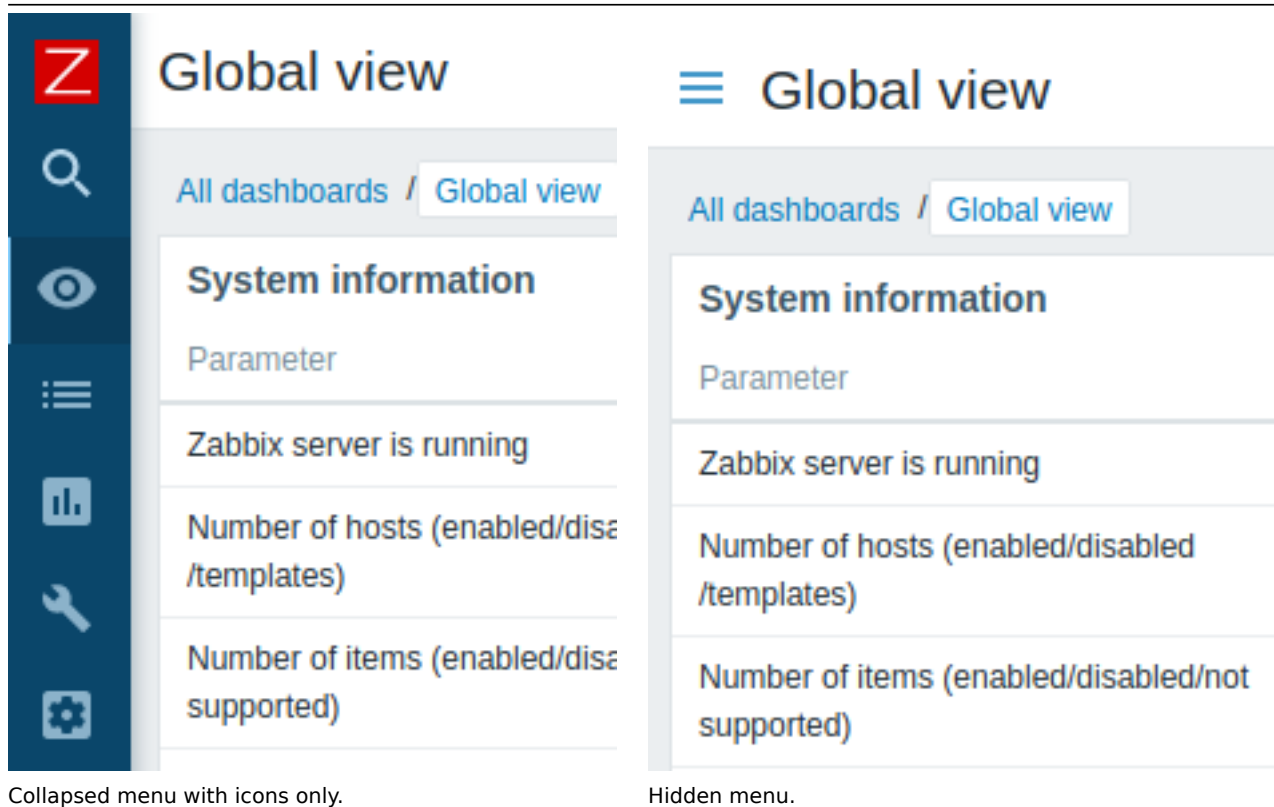 Z
Global view
All dashboards / Global view
System information
Parameter
Zabbix server is running
Number of hosts (enabled/disa
/templates)
Number of items (enabled/disa
supported)
Collapsed menu with icons only.
Global view
All dashboards / Global view
System information
Parameter
Zabbix server is running
Number of hosts (enabled/disabled
/templates)
Number of items (enabled/disabled/not
supported)
Hidden menu.